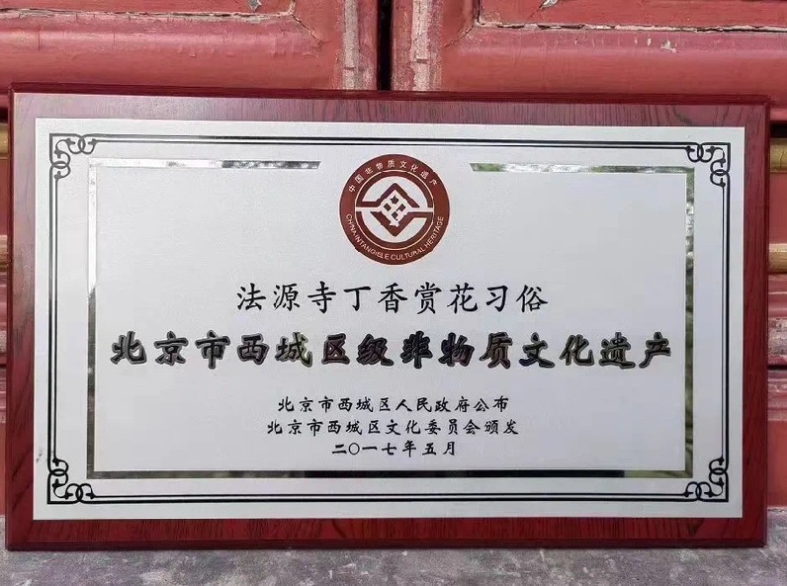 中国非物质文化遗产
CHINA INTANGIBLE CULTURAL HERITAGE
法源寺丁香赏花习俗
北京市西城区级非物质文化遗产
北京市西城区人民政府公布
北京市西城区文化委员会颁发
二〇一七年五月